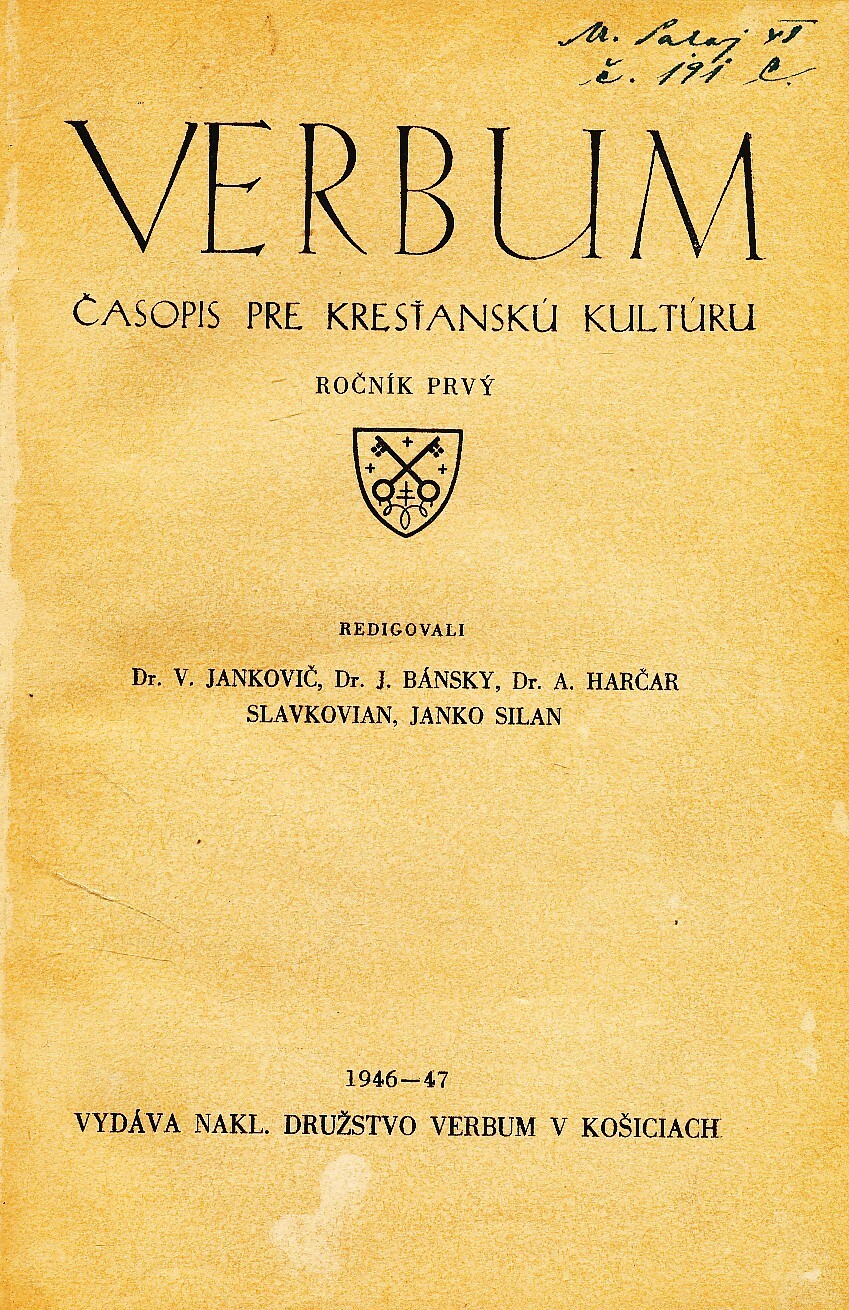 č. 191 C.
VERBUM
ČASOPIS PRE KRESŤANSKÚ KULTÚRU
ROČNÍK PRVÝ
REDIGOVALI
Dr. V. JANKOVIČ, Dr. J. BÁNSKY, Dr. A. HARČAR
SLAVKOVIAN, JANKO SILAN
1946—47
VYDÁVA NAKL. DRUŽSTVO VERBUM V KOŠICIACH